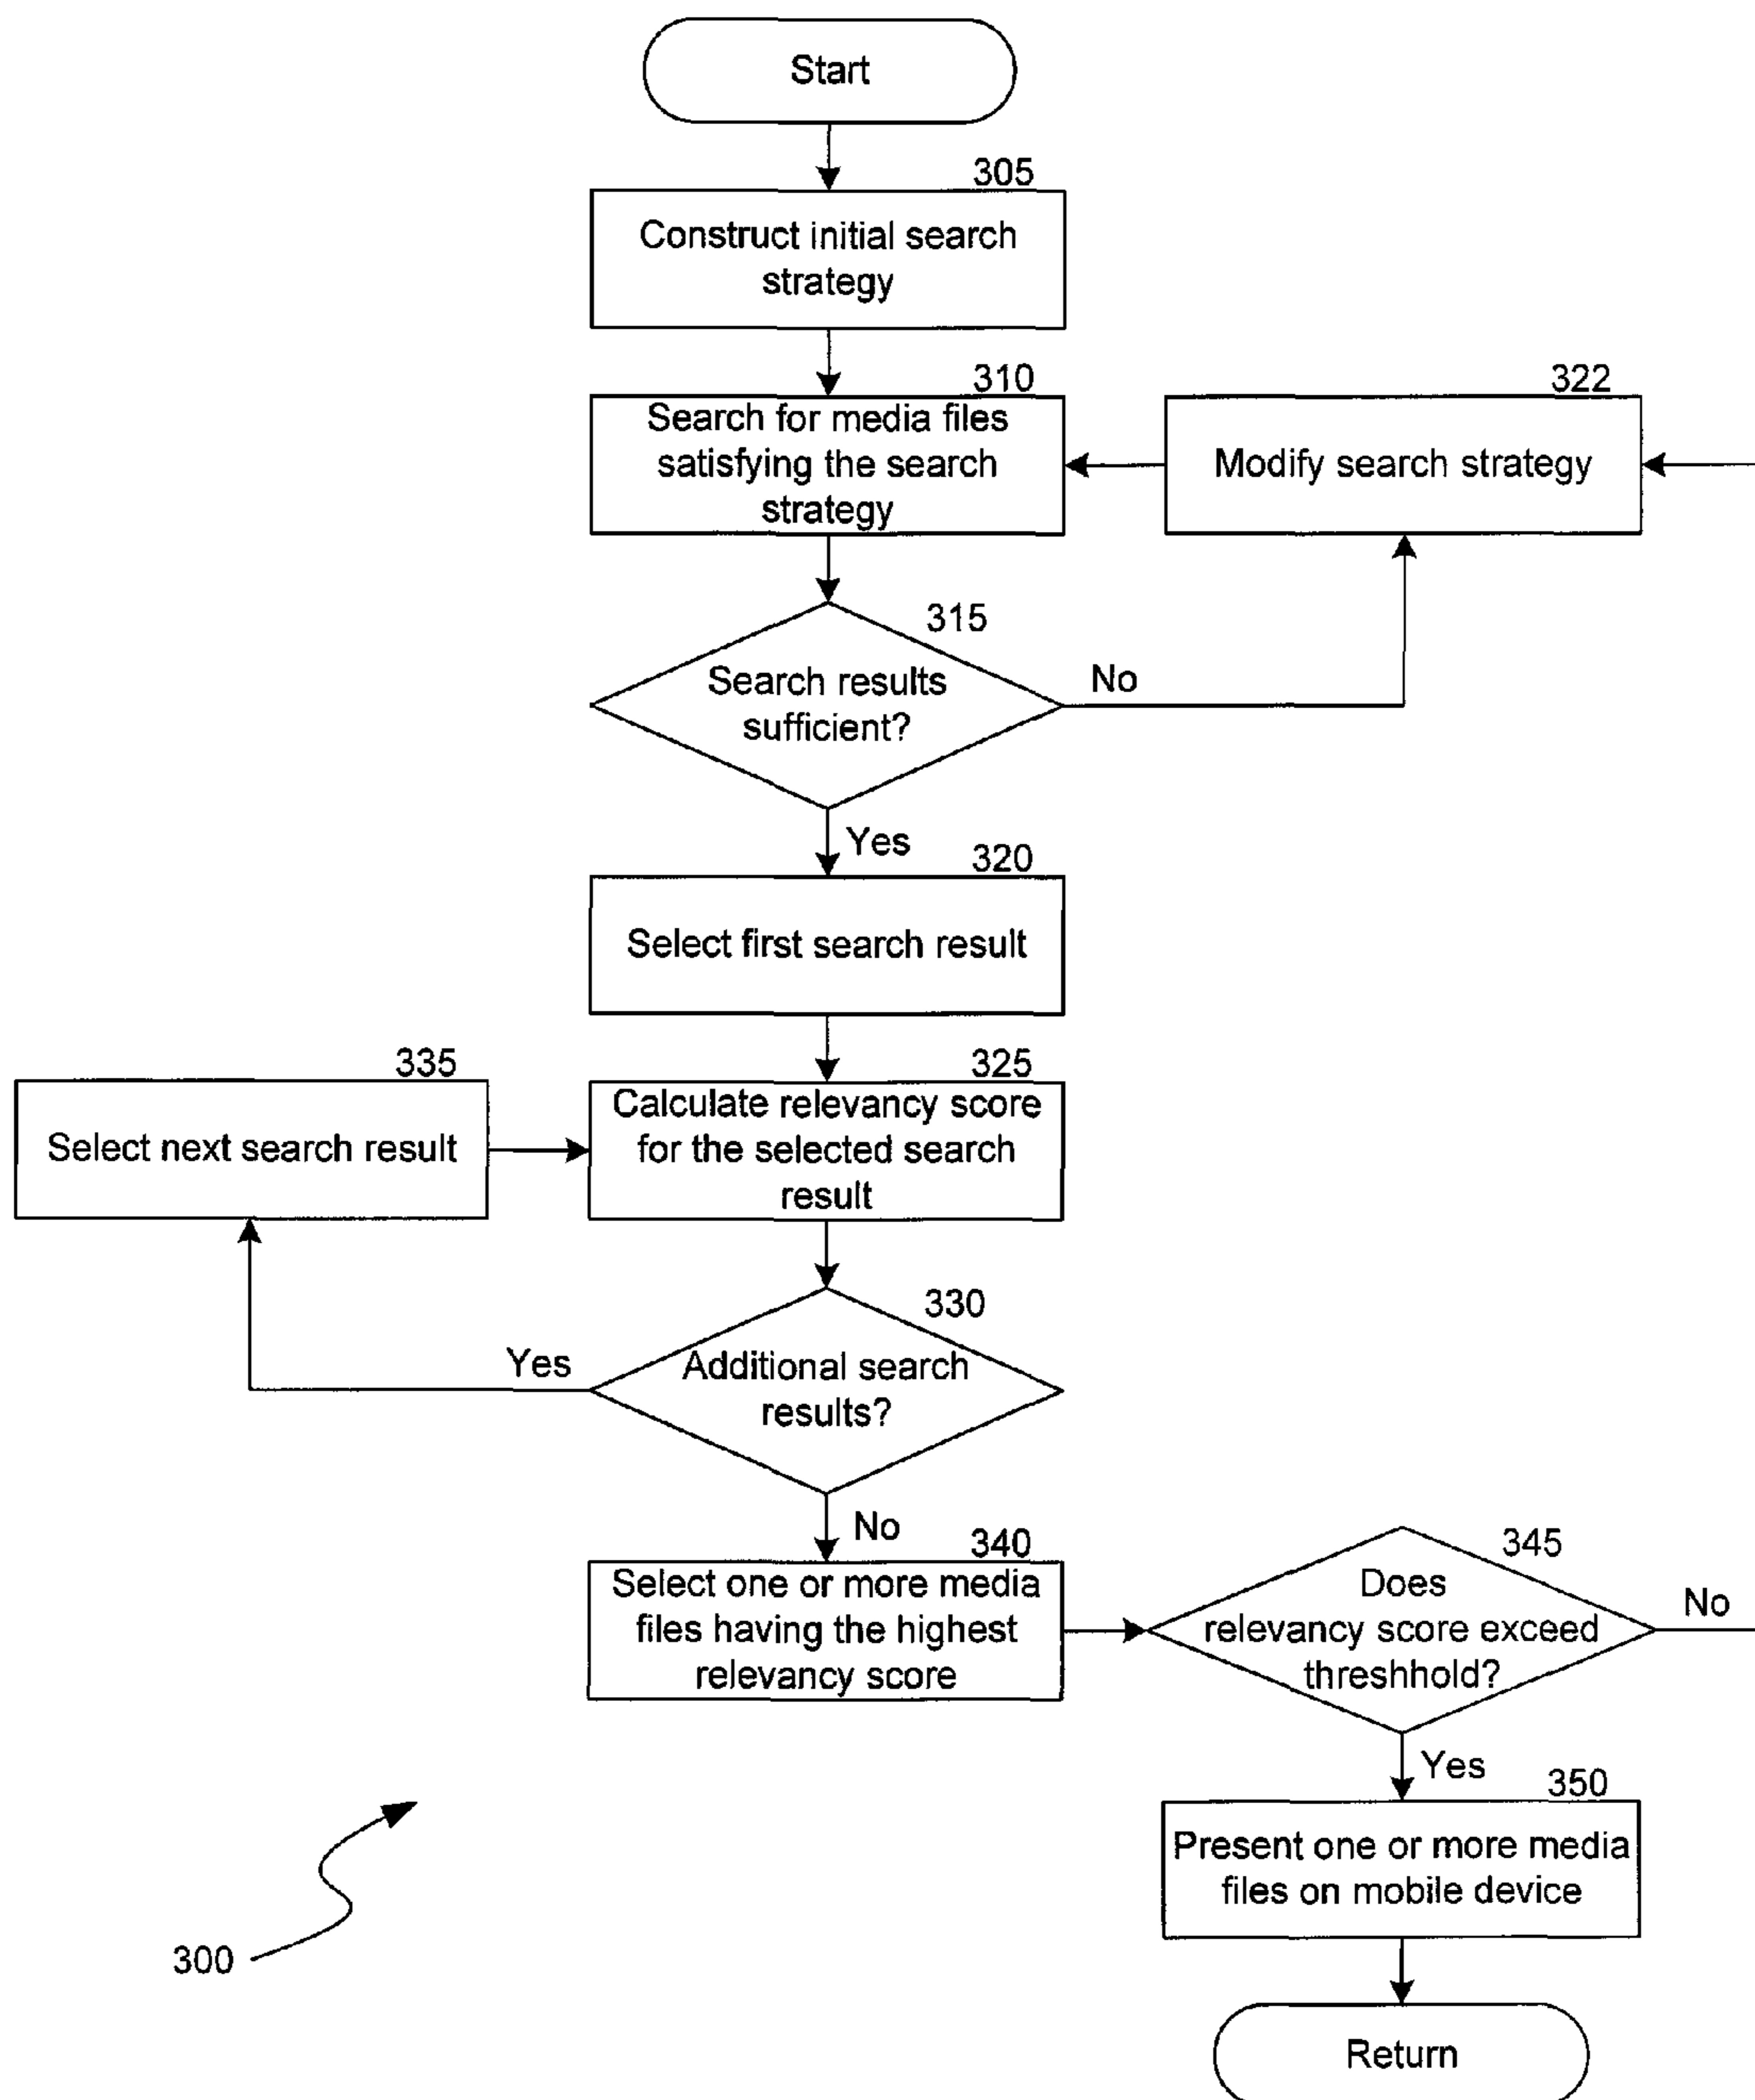 Start
305
Construct initial search
strategy
310
Search for media files
satisfying the search
strategy
322
Modify search strategy
315
Search results
sufficient?
No
Yes
320
Select first search result
335
Select next search result
325
Calculate relevancy score
for the selected search
result
330
Additional search
results?
Yes
No
340
Select one or more media
files having the highest
relevancy score
345
Does
relevancy score exceed
threshhold?
No
Yes
350
Present one or more media
files on mobile device
300
Return